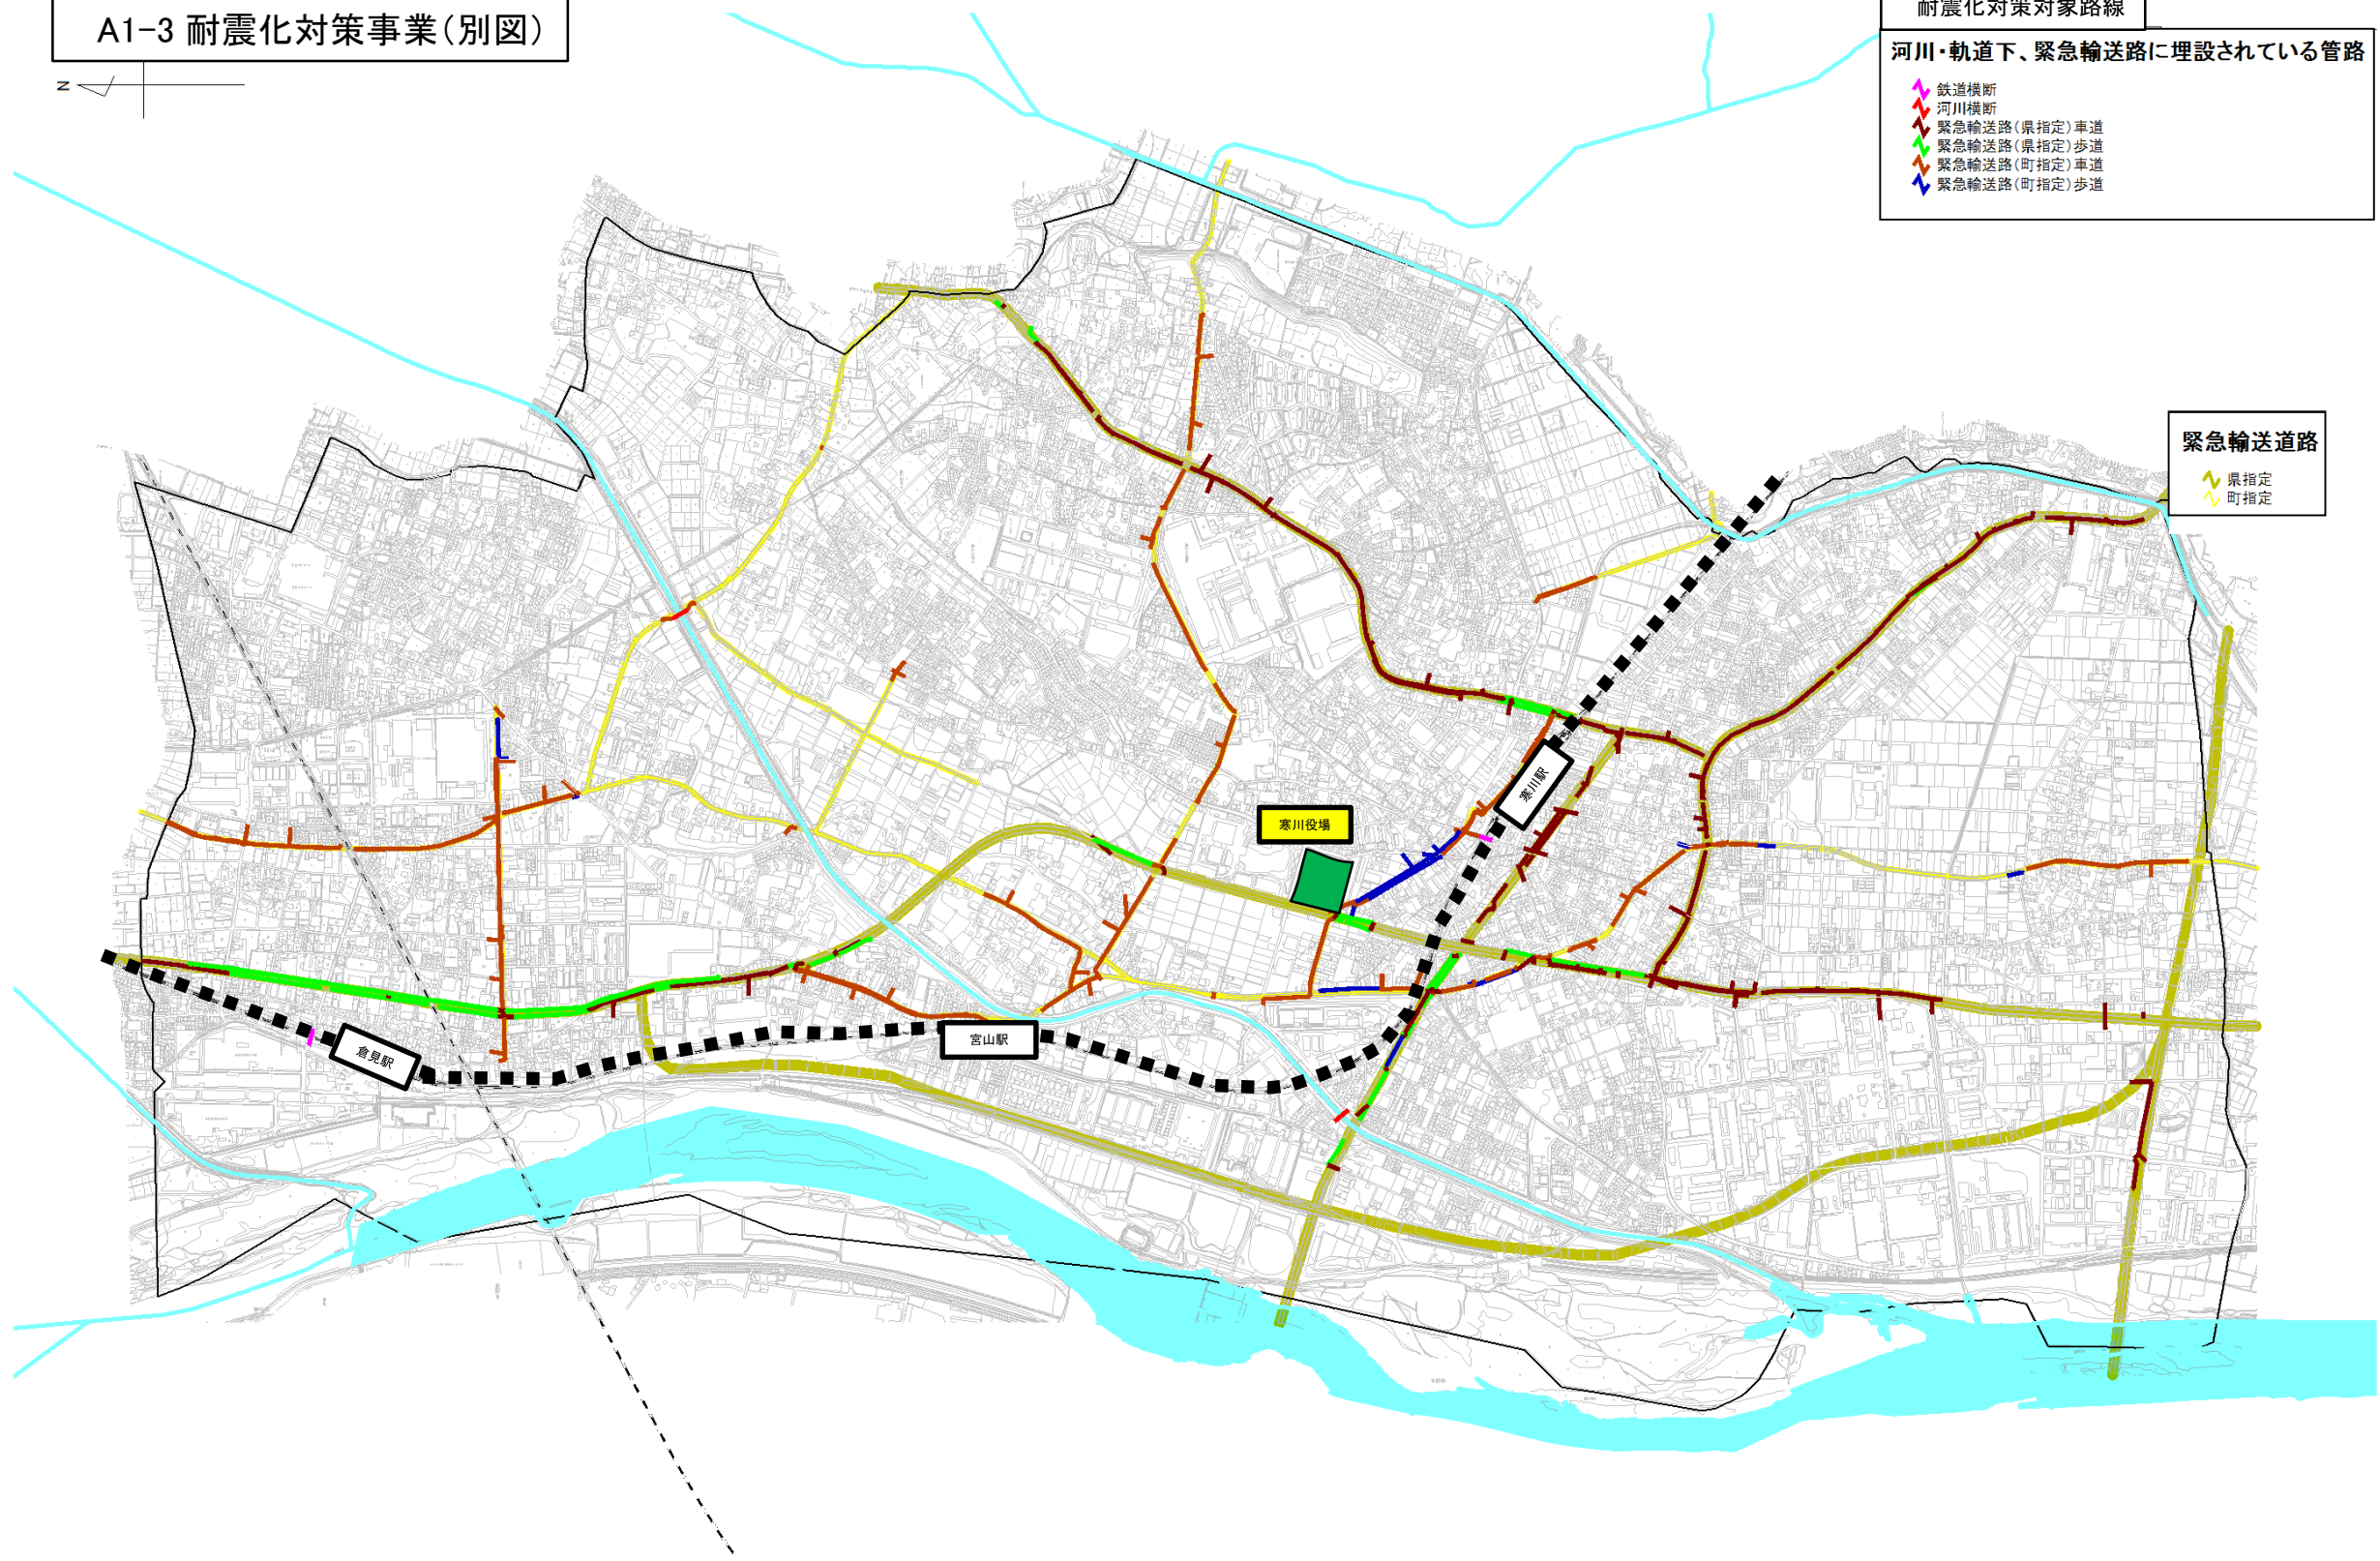 A1-3 耐震化対策事業(別図)
N
耐震化対策対象路線
河川・軌道下、緊急輸送路に埋設されている管路
鉄道横断
河川横断
緊急輸送路(県指定)車道
緊急輸送路(県指定)歩道
緊急輸送路(町指定)車道
緊急輸送路(町指定)歩道
緊急輸送道路
県指定
町指定
寒川駅
寒川役場
倉見駅
宮山駅